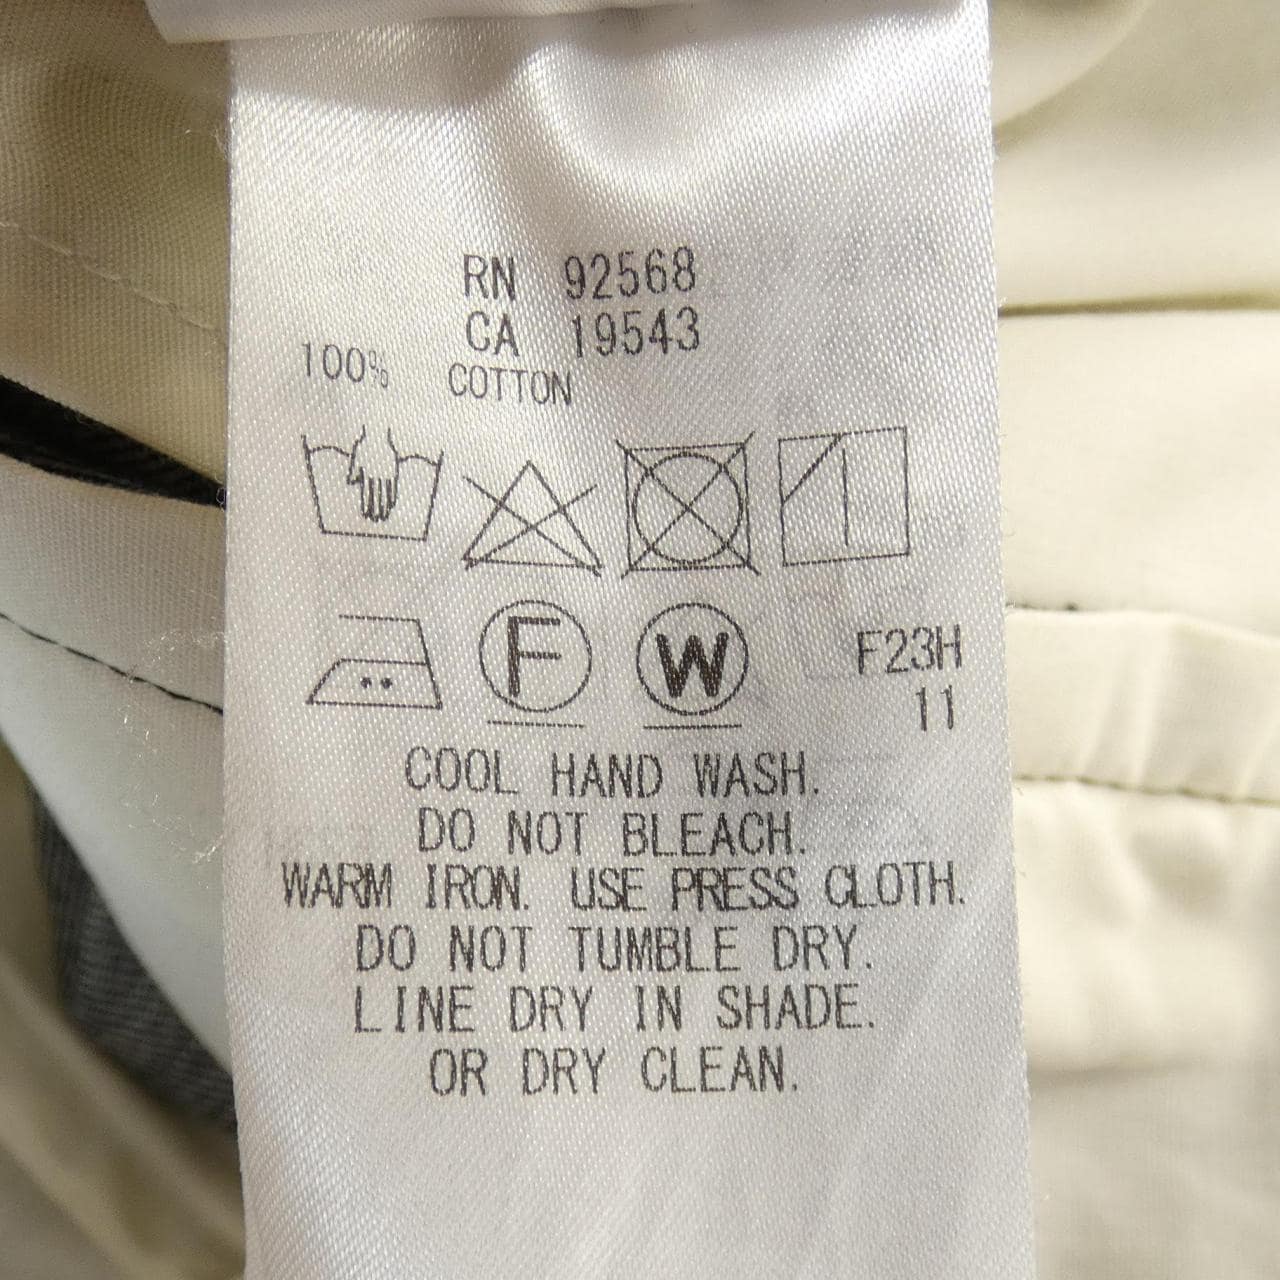 RN 92568
CA 19543
100% COTTON
F
W
F23H
11
COOL HAND WASH.
DO NOT BLEACH.
WARM IRON. USE PRESS CLOTH.
DO NOT TUMBLE DRY.
LINE DRY IN SHADE.
OR DRY CLEAN.